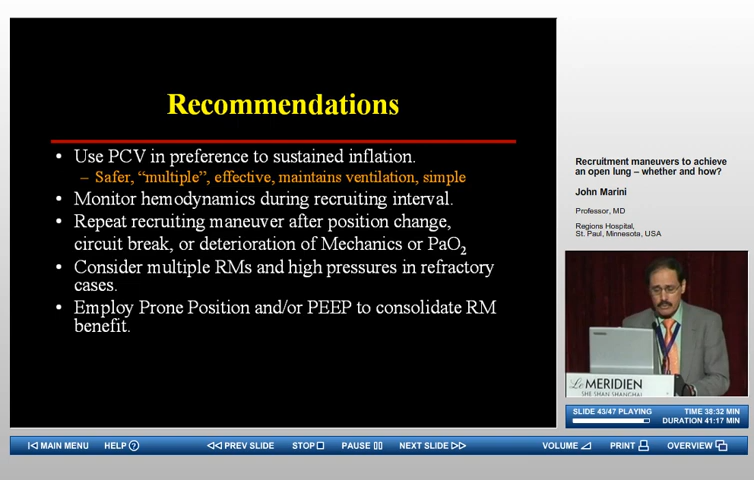 Recommendations
• Use PCV in preference to sustained inflation.
– Safer, “multiple”, effective, maintains ventilation, simple
• Monitor hemodynamics during recruiting interval.
• Repeat recruiting maneuver after position change,
circuit break, or deterioration of Mechanics or PaO2
• Consider multiple RMs and high pressures in refractory
cases.
• Employ Prone Position and/or PEEP to consolidate RM
benefit.
Recruitment maneuvers to achieve
an open lung – whether and how?
John Marini
Professor, MD
Regions Hospital,
St. Paul, Minnesota, USA
Le MERIDIEN
SHE SHAN SHANGHAI
SLIDE 43/47 PLAYING TIME 38:32 MIN
DURATION 41:17 MIN
MAIN MENU HELP ? PREV SLIDE STOP PAUSE NEXT SLIDE VOLUME PRINT OVERVIEW